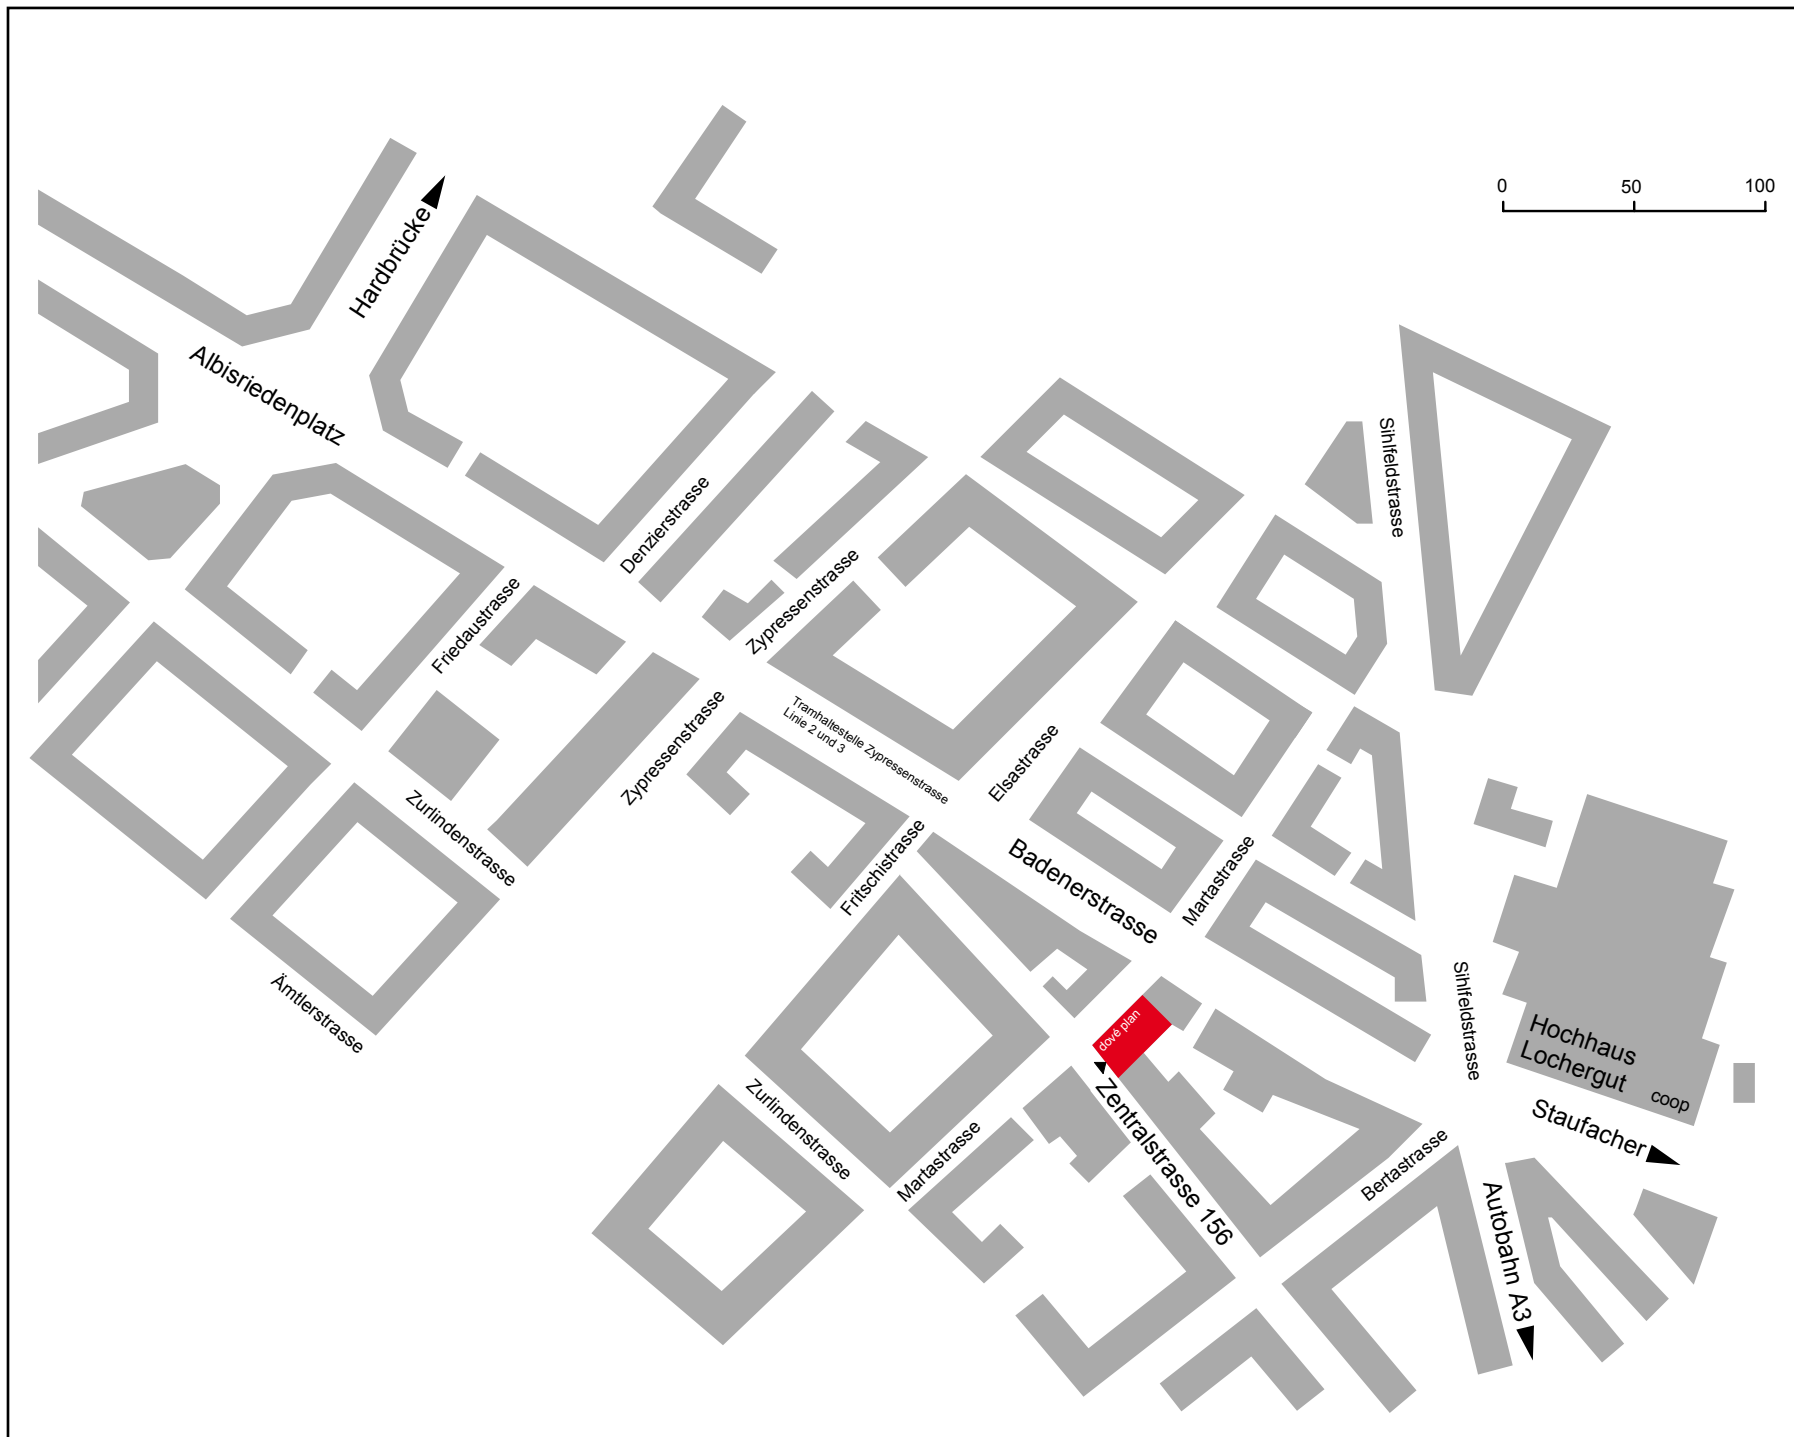 0 50 100
Hardbrücke
Albisriedenplatz
Sihlfeldstrasse
Denzierstrasse
Zypressenstrasse
Friedaustrasse
Zypressenstrasse
Tramhaltestelle Zypressenstrasse
Linie 2 und 3
Elsastrasse
Zurlindenstrasse
Fritschistrasse
Badenerstrasse
Martastrasse
Ämtlerstrasse
Sihlfeldstrasse
dové plan
Hochhaus
Lochergut
coop
Zentralstrasse 156
Staufacher
Zurlindenstrasse
Martastrasse
Bertastrasse
Autobahn A3